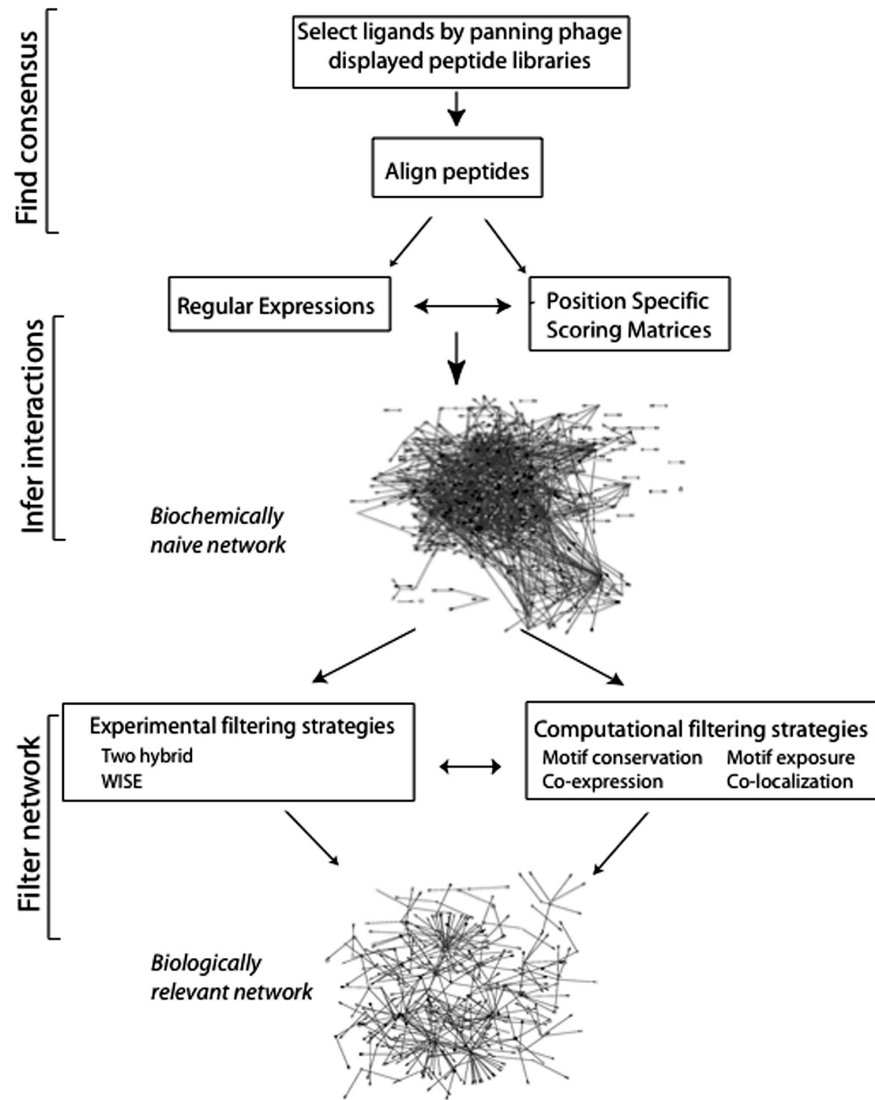 Find consensus
Select ligands by panning phage
displayed peptide libraries
Align peptides
Infer interactions
Regular Expressions
Position Specific
Scoring Matrices
Biochemically
naive network
Filter network
Experimental filtering strategies
Two hybrid
WISE
Computational filtering strategies
Motif conservation Motif exposure
Co-expression Co-localization
Biologically
relevant network